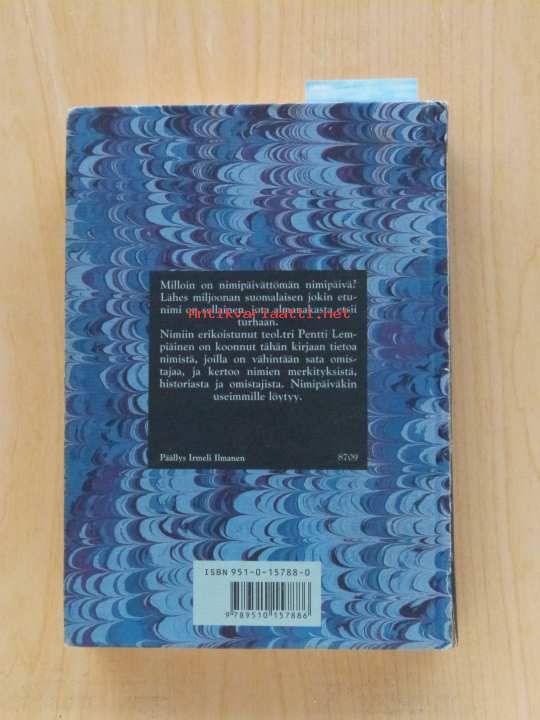 Milloin on nimipäivättömän nimipäivä?
Lähes miljoonan suomalaisen jokin etu-
nimi on sellainen, jota almanakasta etsii
turhaan.
Antikvariaatti.net
Nimiin erikoistunut teol.tri Pentti Lem-
piäinen on koonnut tähän kirjaan tietoa
nimistä, joilla on vähintään sata omis-
tajaa, ja kertoo nimien merkityksistä,
historiasta ja omistajista. Nimipäiväkin
useimmille löytyy.
Päällys Irmeli Ilmanen 8709
ISBN 951-0-15788-0
9 789510 157886